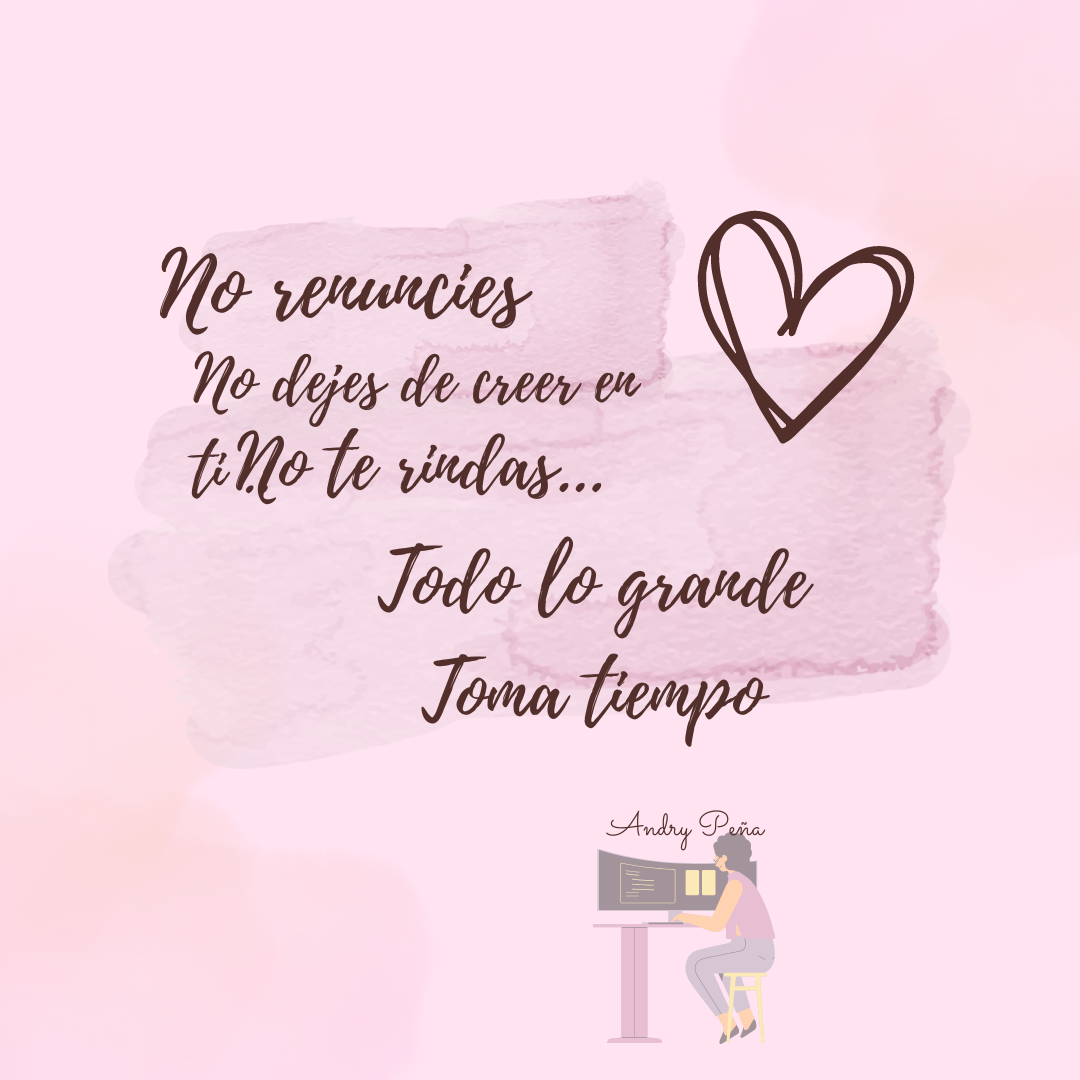 No renuncies
No dejes de creer en
ti.No te rindas...
Todo lo grande
Toma tiempo
Andry Peña